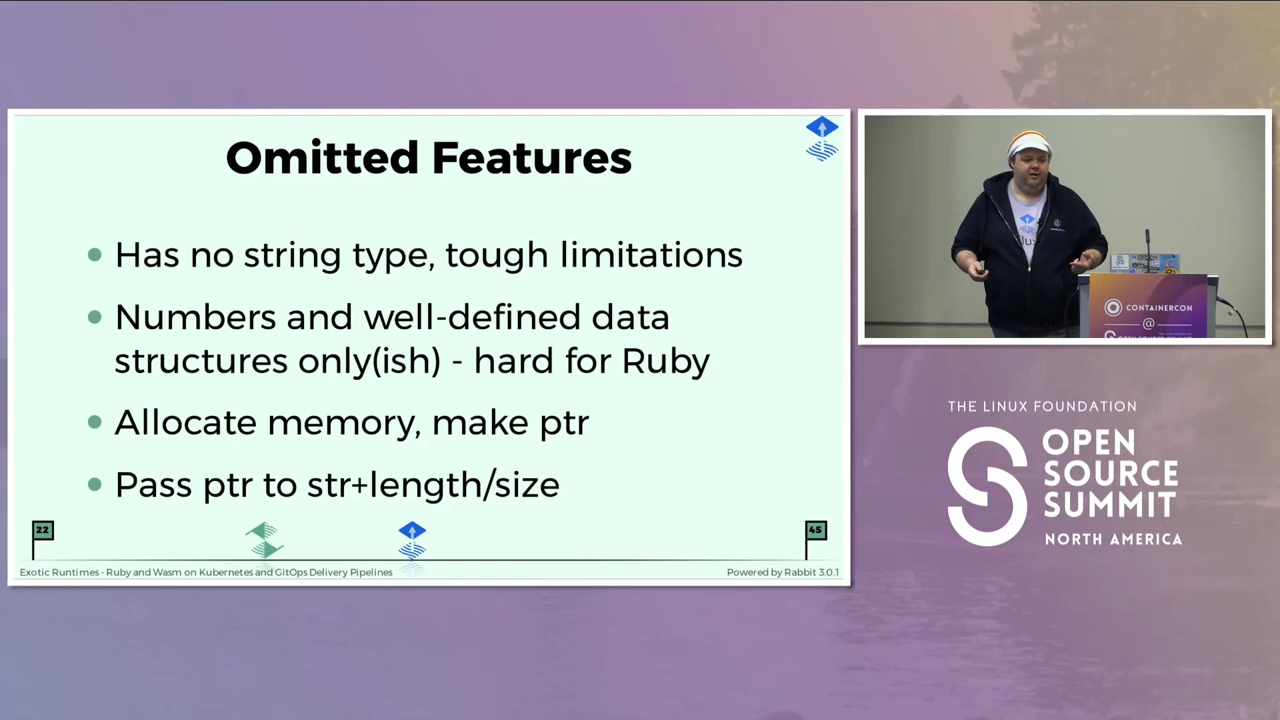 Omitted Features
Has no string type, tough limitations
Numbers and well-defined data
structures only(ish) - hard for Ruby
Allocate memory, make ptr
Pass ptr to str+length/size
22
45
Exotic Runtimes - Ruby and Wasm on Kubernetes and GitOps Delivery Pipelines
Powered by Rabbit 3.0.1
CONTAINERCON
@
THE LINUX FOUNDATION
OPEN
SOURCE
SUMMIT
NORTH AMERICA